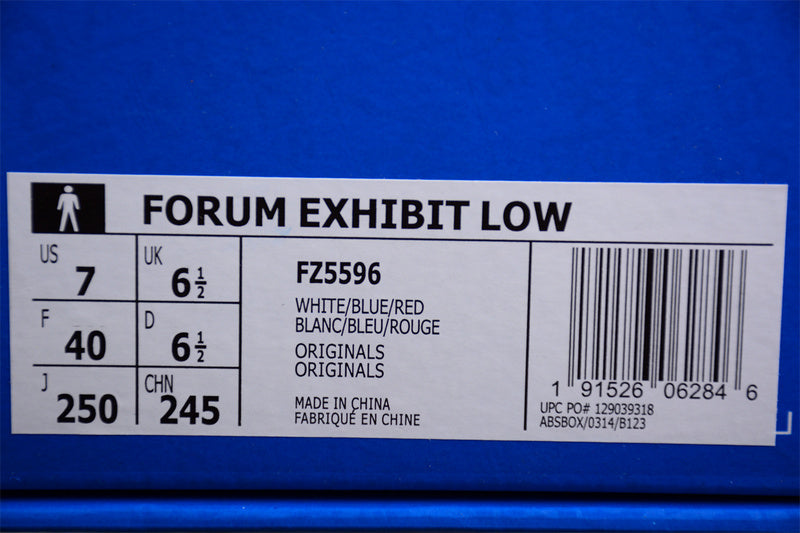 FORUM EXHIBIT LOW
US 7
UK 6 1/2
F 40
D 6 1/2
J 250
CHN 245
FZ5596
WHITE/BLUE/RED
BLANC/BLEU/ROUGE
ORIGINALS
ORIGINALS
MADE IN CHINA
FABRIQUÉ EN CHINE
1 91526 06284 6
UPC PO# 129039318
ABSBOX/0314/B123